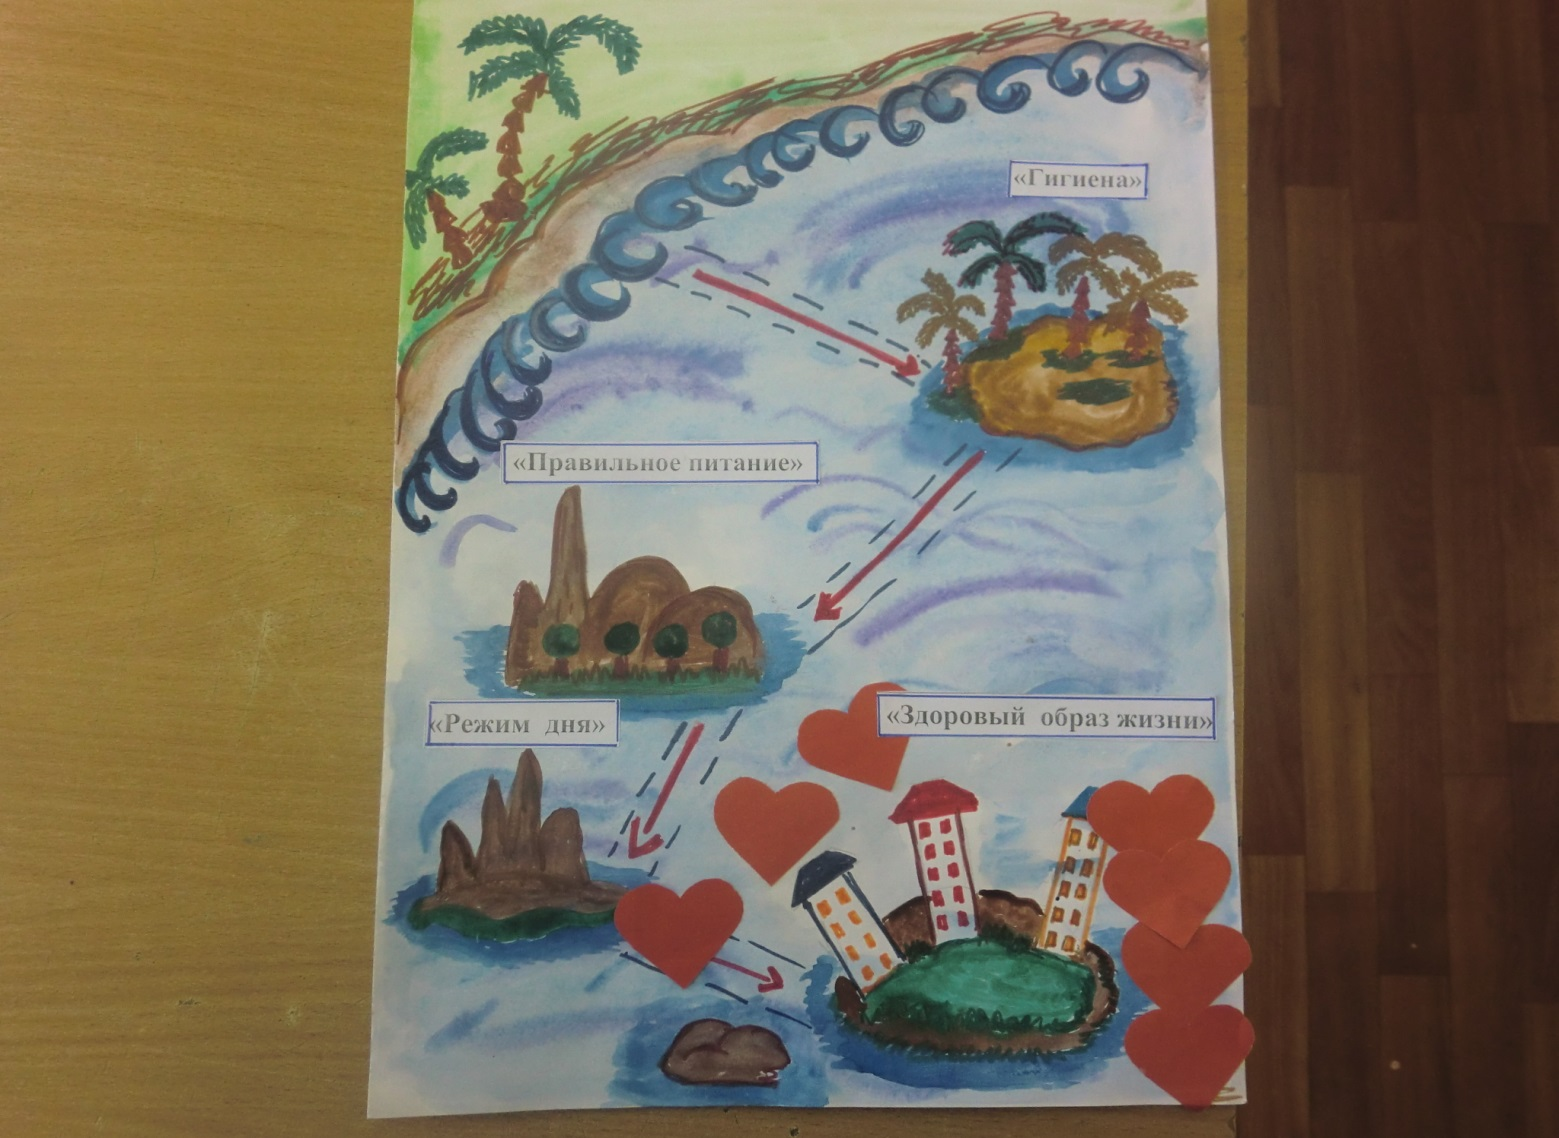 «Гигиена»
«Правильное питание»
«Режим дня»
«Здоровый образ жизни»